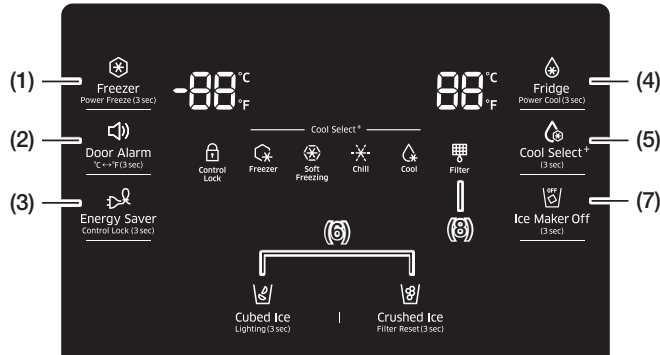 (1)
Freezer
Power Freeze (3 sec)
-88 °C °F
88 °C °F
Fridge
Power Cool (3 sec)
(4)
(2)
Door Alarm
°C↔°F (3 sec)
Cool Select+
Control Lock
Freezer
Soft Freezing
Chill
Cool
Filter
Cool Select+
(3 sec)
(5)
(3)
Energy Saver
Control Lock (3 sec)
OFF
Ice Maker Off
(3 sec)
(7)
(6)
(8)
Cubed Ice
Lighting (3 sec)
|
Crushed Ice
Filter Reset (3 sec)